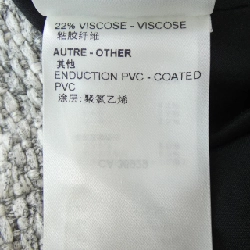 22% VISCOSE - VISCOSE
粘胶纤维
AUTRE - OTHER
其他
ENDUCTION PVC - COATED
PVC
涂层:聚氯乙烯